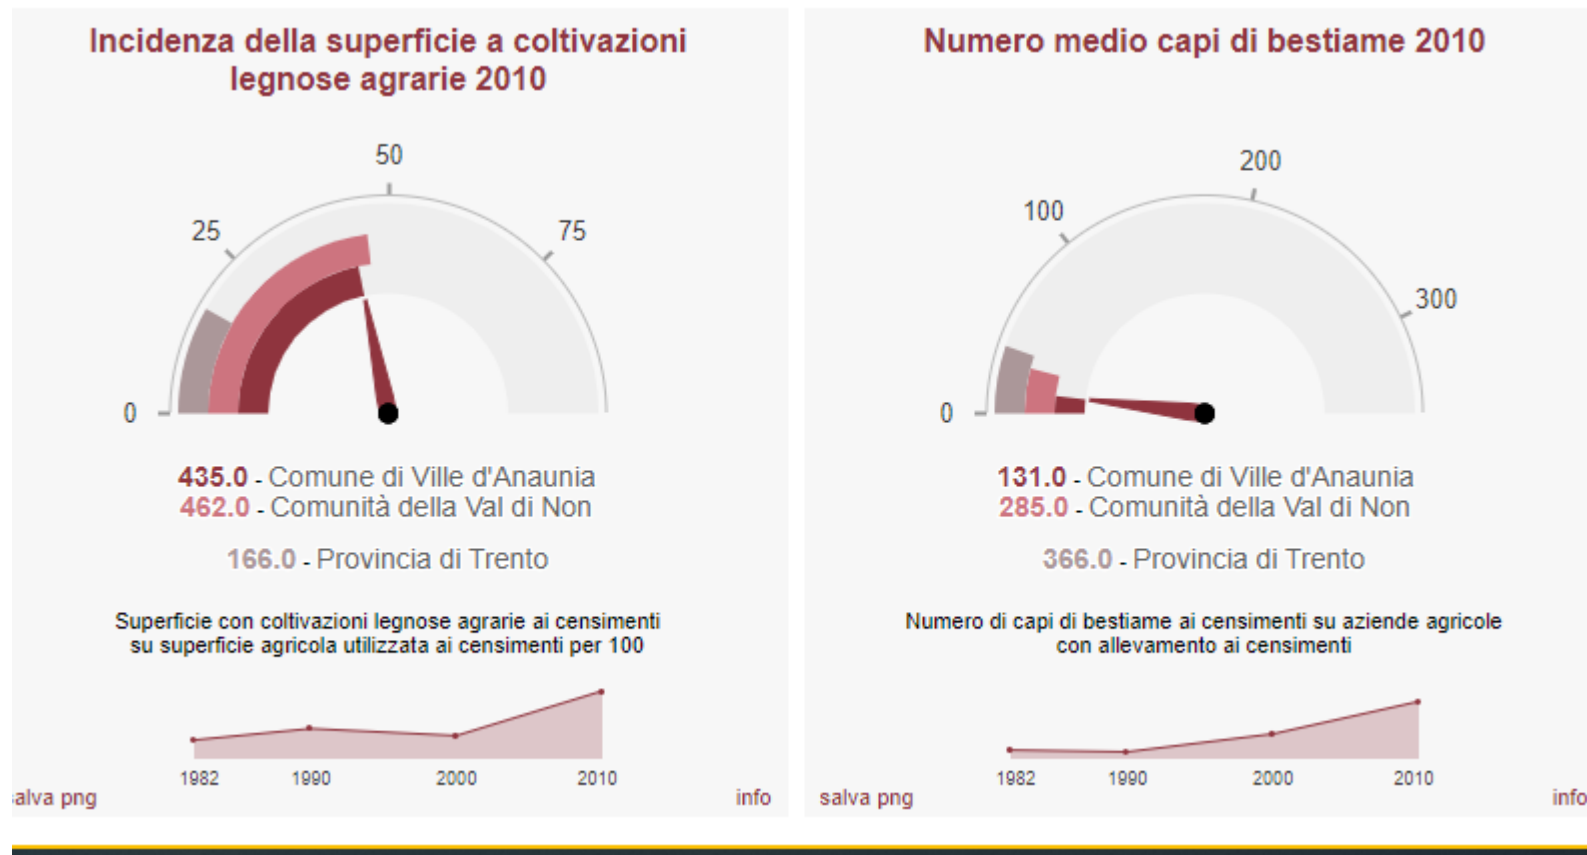 Incidenza della superficie a coltivazioni
legnose agrarie 2010
50
25
75
0
435.0 - Comune di Ville d'Anaunia
462.0 - Comunità della Val di Non
166.0 - Provincia di Trento
Superficie con coltivazioni legnose agrarie ai censimenti
su superficie agricola utilizzata ai censimenti per 100
1982 1990 2000 2010
alva png info
Numero medio capi di bestiame 2010
200
100
300
0
131.0 - Comune di Ville d'Anaunia
285.0 - Comunità della Val di Non
366.0 - Provincia di Trento
Numero di capi di bestiame ai censimenti su aziende agricole
con allevamento ai censimenti
1982 1990 2000 2010
salva png info